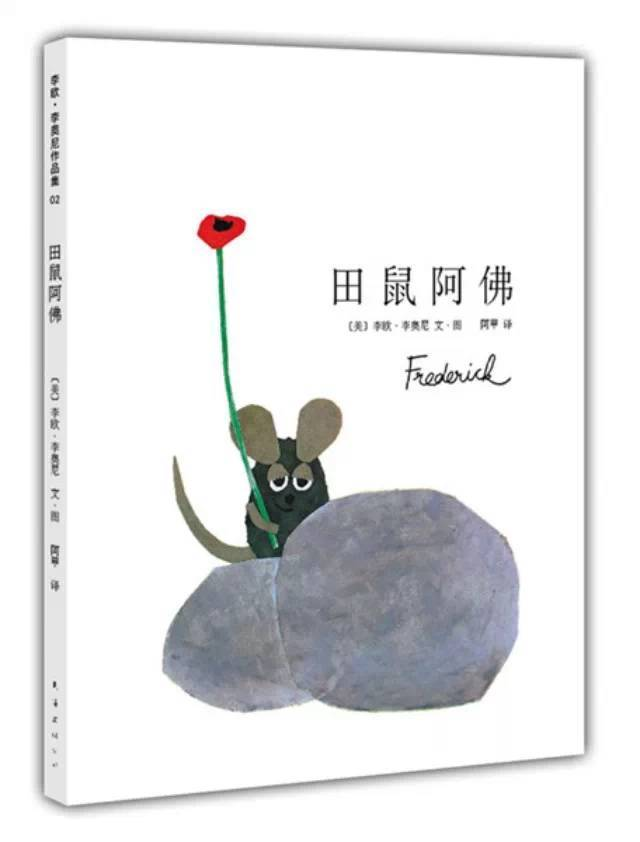 田鼠阿佛
〔美〕李欧·李奥尼 文·图 阿甲 译
Frederick
李欧·李奥尼作品集 02
田鼠阿佛
〔美〕李欧·李奥尼 文·图 阿甲 译